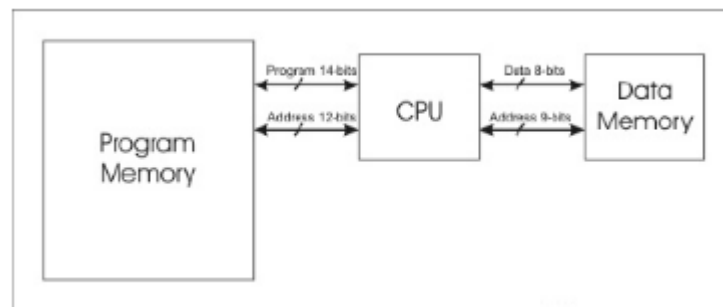 Program Memory
Program 14-bits
Address 12-bits
CPU
Data 8-bits
Address 9-bits
Data Memory